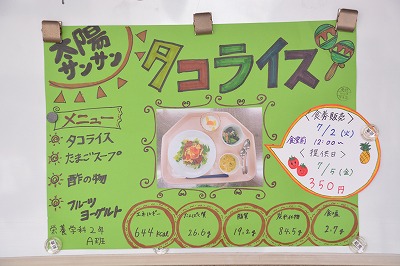 太陽
サンサン
タコライス
メニュー
タコライス
たまごスープ
酢の物
フルーツ
ヨーグルト
栄養学科2年
A班
<食券販売>
7/2(火)
食堂前 12:00〜
<提供日>
7/5(金)
350円
エネルギー
644kcal
たんぱく質
26.6g
脂質
19.2g
炭水化物
84.5g
食塩
2.7g